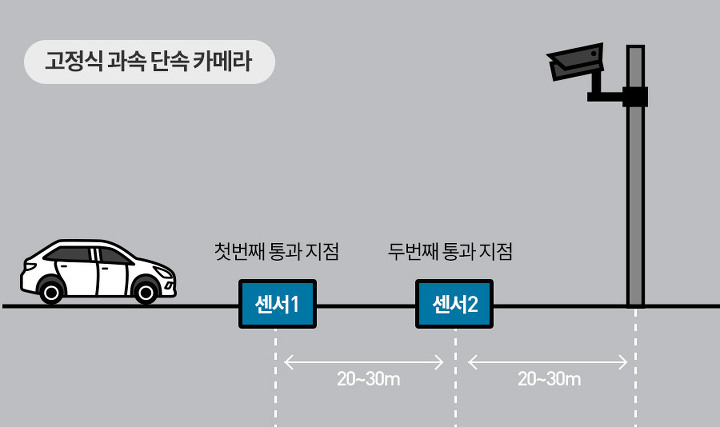 고정식 과속 단속 카메라
첫번째 통과 지점
두번째 통과 지점
센서1
센서2
20~30m
20~30m